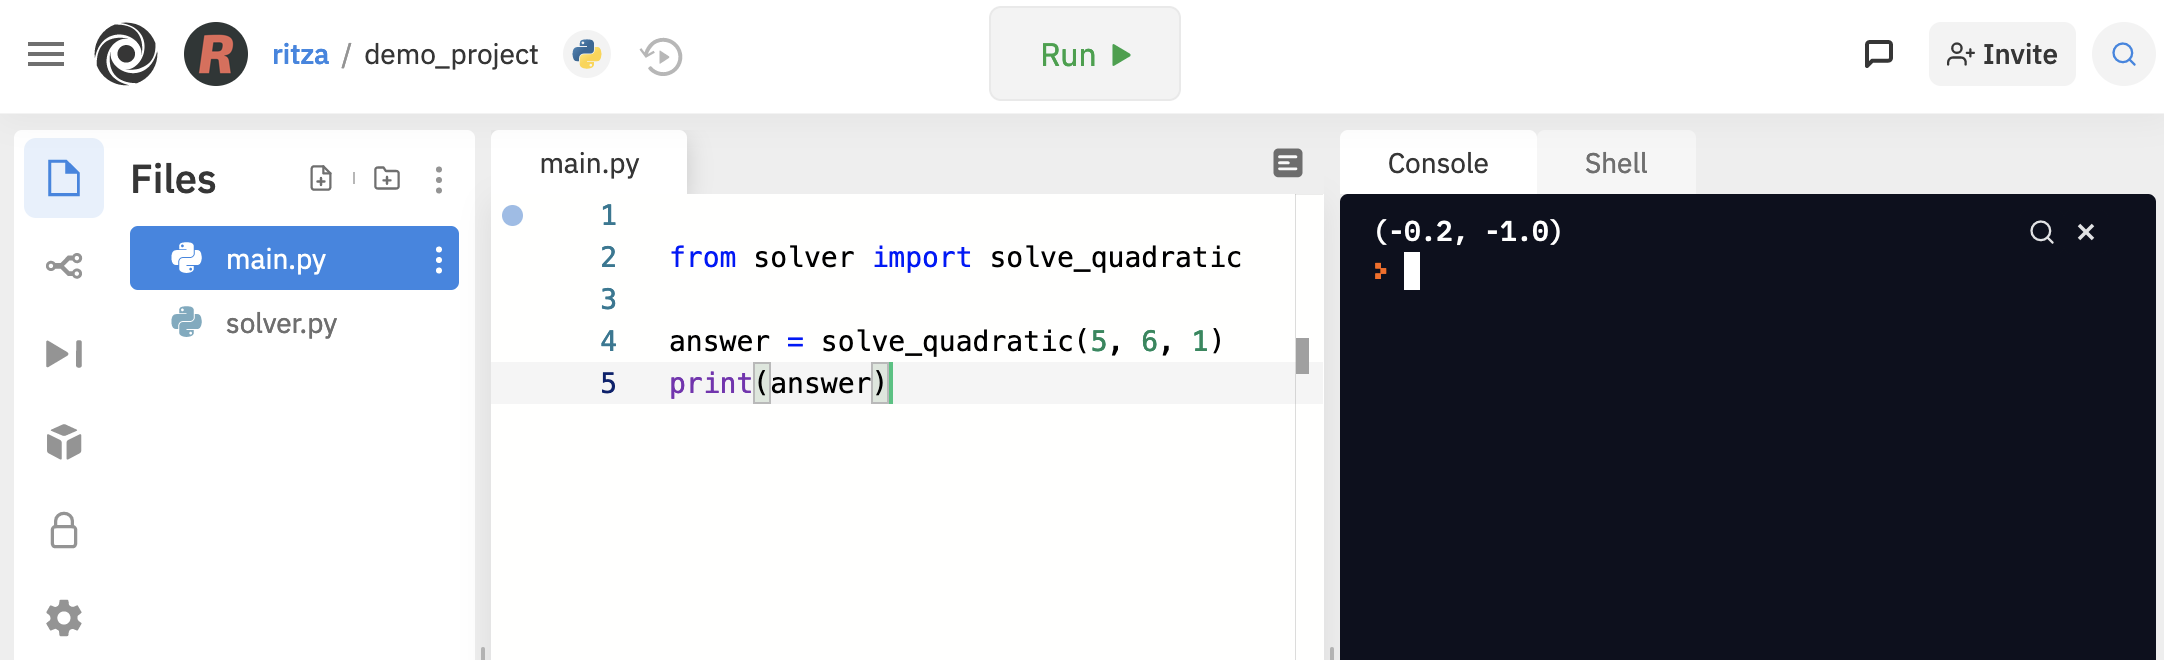 R ritza / demo_project Run Invite
Files
main.py
solver.py
main.py
1
2 from solver import solve_quadratic
3
4 answer = solve_quadratic(5, 6, 1)
5 print(answer)
Console Shell
(-0.2, -1.0)